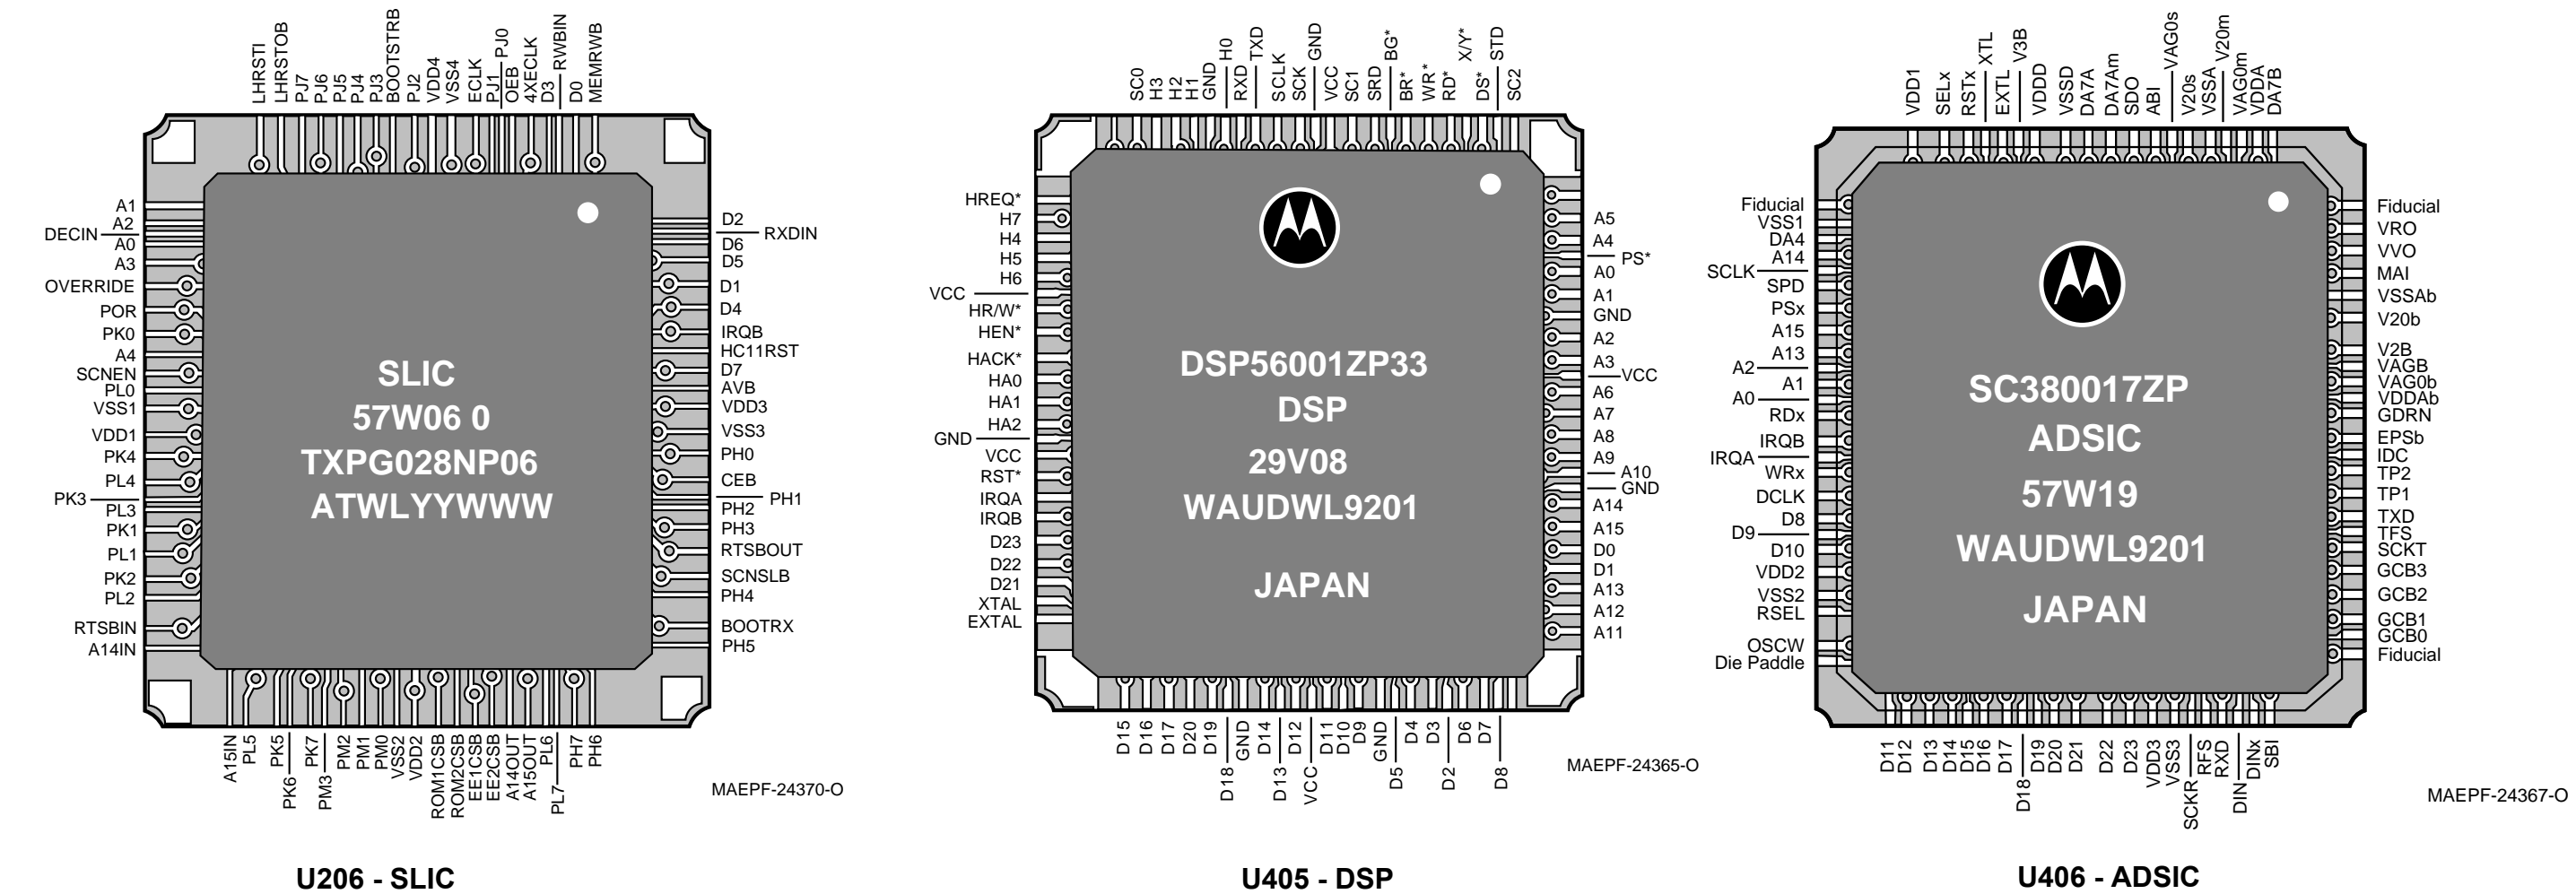 LHRSTI
LHRSTOB
PJ7
PJ6
PJ5
PJ4
PJ3
BOOTSTRB
PJ2
VDD4
VSS4
ECLK
PJ1
PJ0
OEB
4XECLK
D3
RWBIN
D0
MEMRWB
A1
A2
DECIN
A0
A3
OVERRIDE
POR
PK0
A4
SCNEN
PL0
VSS1
VDD1
PK4
PL4
PK3
PL3
PK1
PL1
PK2
PL2
RTSBIN
A14IN
SLIC
57W06 0
TXPG028NP06
ATWLYYWWW
D2
RXDIN
D6
D5
D1
D4
IRQB
HC11RST
D7
AVB
VDD3
VSS3
PH0
CEB
PH1
PH2
PH3
RTSBOUT
SCNSLB
PH4
BOOTRX
PH5
A15IN
PL5
PK5
PK6
PK7
PM3
PM2
PM1
PM0
VSS2
VDD2
ROM1CSB
ROM2CSB
EE1CSB
EE2CSB
A14OUT
A15OUT
PL6
PL7
PH7
PH6
MAEPF-24370-O
U206 - SLIC
SC0
H3
H2
H1
GND
H0
RXD
TXD
SCLK
SCK
GND
VCC
SC1
SRD
BG*
BR*
WR*
RD*
X/Y*
DS*
STD
SC2
HREQ*
H7
H4
H5
H6
VCC
HR/W*
HEN*
HACK*
HA0
HA1
HA2
GND
VCC
RST*
IRQA
IRQB
D23
D22
D21
XTAL
EXTAL
DSP56001ZP33
DSP
29V08
WAUDWL9201
JAPAN
A5
A4
PS*
A0
A1
GND
A2
A3
VCC
A6
A7
A8
A9
A10
GND
A14
A15
D0
D1
A13
A12
A11
D15
D16
D17
D20
D19
D18
GND
D14
D13
D12
VCC
D11
D10
D9
GND
D5
D4
D3
D2
D6
D7
D8
MAEPF-24365-O
U405 - DSP
VDD1
SELx
RSTx
XTL
EXTL
V3B
VDDD
VSSD
DA7A
DA7Am
SDO
ABI
VAG0s
V20s
VSSA
V20m
VAG0m
VDDA
DA7B
Fiducial
VSS1
DA4
A14
SCLK
SPD
PSx
A15
A13
A2
A1
A0
RDx
IRQB
IRQA
WRx
DCLK
D8
D9
D10
VDD2
VSS2
RSEL
OSCW
Die Paddle
SC380017ZP
ADSIC
57W19
WAUDWL9201
JAPAN
Fiducial
VRO
VVO
MAI
VSSAb
V20b
V2B
VAGB
VAG0b
VDDAb
GDRN
EPSb
IDC
TP2
TP1
TXD
TFS
SCKT
GCB3
GCB2
GCB1
GCB0
Fiducial
D11
D12
D13
D14
D15
D16
D17
D18
D19
D20
D21
D22
D23
VDD3
VSS3
SCKR
RFS
RXD
DIN
DINx
SBI
MAEPF-24367-O
U406 - ADSIC